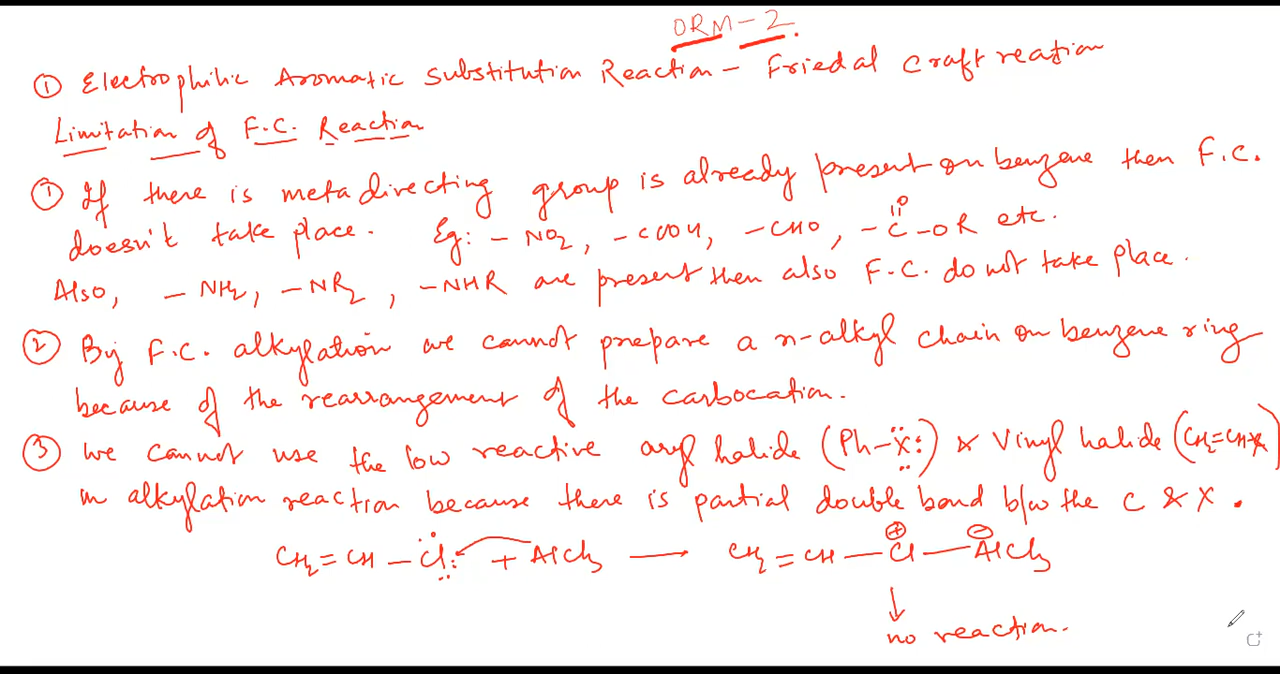 ORM-2.
① Electrophilic Aromatic Substitution Reaction - Friedal Craft reation
Limitation of F.C. Reaction
① If there is meta directing group is already present on benzene then F.C.
doesn't take place. Eg: - NO2, - COOH, - CHO, - C(=O) - OR etc.
Also, - NH2, - NR2, - NHR are present then also F.C. do not take place.
② By F.C. alkylation we cannot prepare a n-alkyl chain on benzene ring
because of the rearrangement of the carbocation.
③ We cannot use the low reactive aryl halide (Ph-X:) & Vinyl halide (CH2=CH-X)
in alkylation reaction because there is partial double bond b/w the C & X.
CH2=CH-Cl: + AlCl3 → CH2=CH-Cl⊕-AlCl3⊖
↓
no reaction.